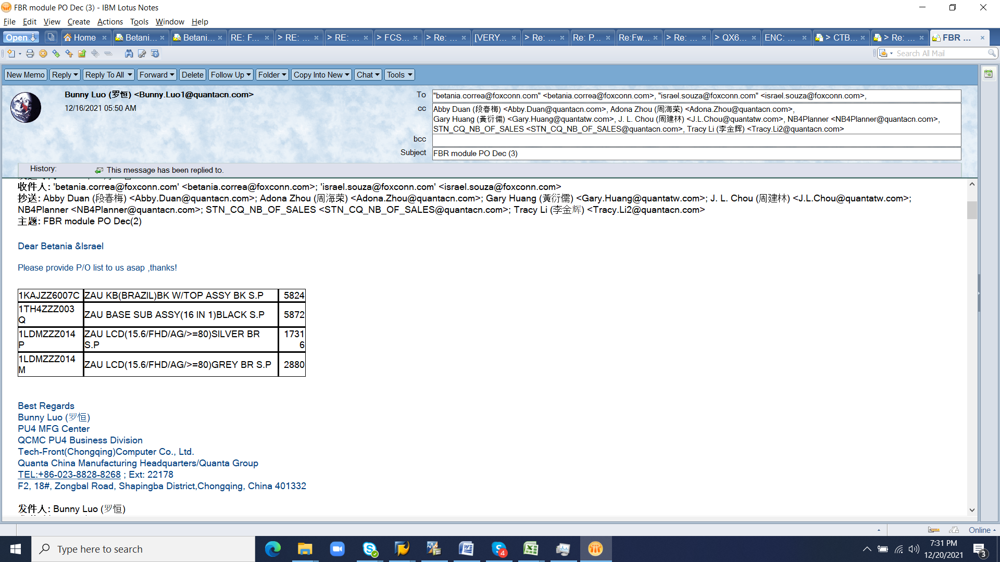 FBR module PO Dec (3) - IBM Lotus Notes
File Edit View Create Actions Tools Window Help
Open Home Betani... Betani... RE: F... > RE: ... > RE: ... > FCS... > Re: ... [VERY... > Re: ... Re: P... Re:Fw... > Re: ... > QX6... ENC: ... > CTB... > Re: ... FBR ...
Search All Mail
New Memo Reply Reply To All Forward Delete Follow Up Folder Copy Into New Chat Tools
Bunny Luo (罗恒) <Bunny.Luo1@quantacn.com>
12/16/2021 05:50 AM
To "betania.correa@foxconn.com" <betania.correa@foxconn.com>, "israel.souza@foxconn.com" <israel.souza@foxconn.com>,
cc Abby Duan (段春梅) <Abby.Duan@quantacn.com>, Adona Zhou (周海荣) <Adona.Zhou@quantacn.com>,
Gary Huang (黃衍儒) <Gary.Huang@quantatw.com>, J. L. Chou (周建林) <J.L.Chou@quantatw.com>, NB4Planner <NB4Planner@quantacn.com>,
STN_CQ_NB_OF_SALES <STN_CQ_NB_OF_SALES@quantacn.com>, Tracy Li (李金辉) <Tracy.Li2@quantacn.com>
bcc
Subject FBR module PO Dec (3)
History: This message has been replied to.
收件人: 'betania.correa@foxconn.com' <betania.correa@foxconn.com>; 'israel.souza@foxconn.com' <israel.souza@foxconn.com>
抄送: Abby Duan (段春梅) <Abby.Duan@quantacn.com>; Adona Zhou (周海荣) <Adona.Zhou@quantacn.com>; Gary Huang (黃衍儒) <Gary.Huang@quantatw.com>; J. L. Chou (周建林) <J.L.Chou@quantatw.com>;
NB4Planner <NB4Planner@quantacn.com>; STN_CQ_NB_OF_SALES <STN_CQ_NB_OF_SALES@quantacn.com>; Tracy Li (李金辉) <Tracy.Li2@quantacn.com>
主题: FBR module PO Dec(2)
Dear Betania &Israel
Please provide P/O list to us asap ,thanks!
1KAJZZ6007C ZAU KB(BRAZIL)BK W/TOP ASSY BK S.P 5824
1TH4ZZZ003
Q ZAU BASE SUB ASSY(16 IN 1)BLACK S.P 5872
1LDMZZZ014 ZAU LCD(15.6/FHD/AG/>=80)SILVER BR 1731
P S.P 6
1LDMZZZ014
M ZAU LCD(15.6/FHD/AG/>=80)GREY BR S.P 2880
Best Regards
Bunny Luo (罗恒)
PU4 MFG Center
QCMC PU4 Business Division
Tech-Front(Chongqing)Computer Co., Ltd.
Quanta China Manufacturing Headquarters/Quanta Group
TEL:+86-023-8828-8268 ; Ext: 22178
F2, 18#, Zongbal Road, Shapingba District,Chongqing, China 401332
发件人: Bunny Luo (罗恒)
Online
Type here to search
4
7:31 PM
12/20/2021
3